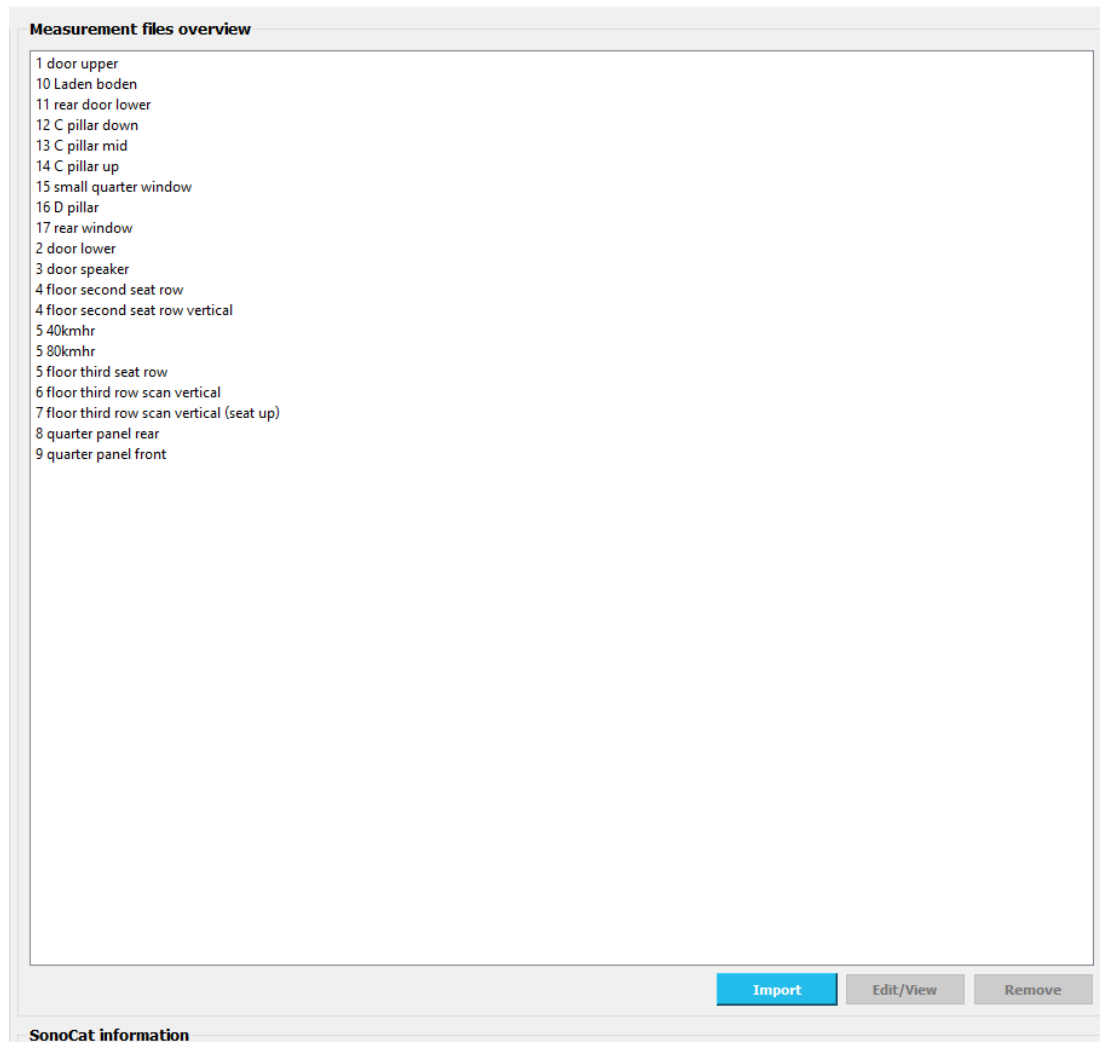 Measurement files overview
1 door upper
10 Laden boden
11 rear door lower
12 C pillar down
13 C pillar mid
14 C pillar up
15 small quarter window
16 D pillar
17 rear window
2 door lower
3 door speaker
4 floor second seat row
4 floor second seat row vertical
5 40kmhr
5 80kmhr
5 floor third seat row
6 floor third row scan vertical
7 floor third row scan vertical (seat up)
8 quarter panel rear
9 quarter panel front
Import Edit/View Remove
SonoCat information